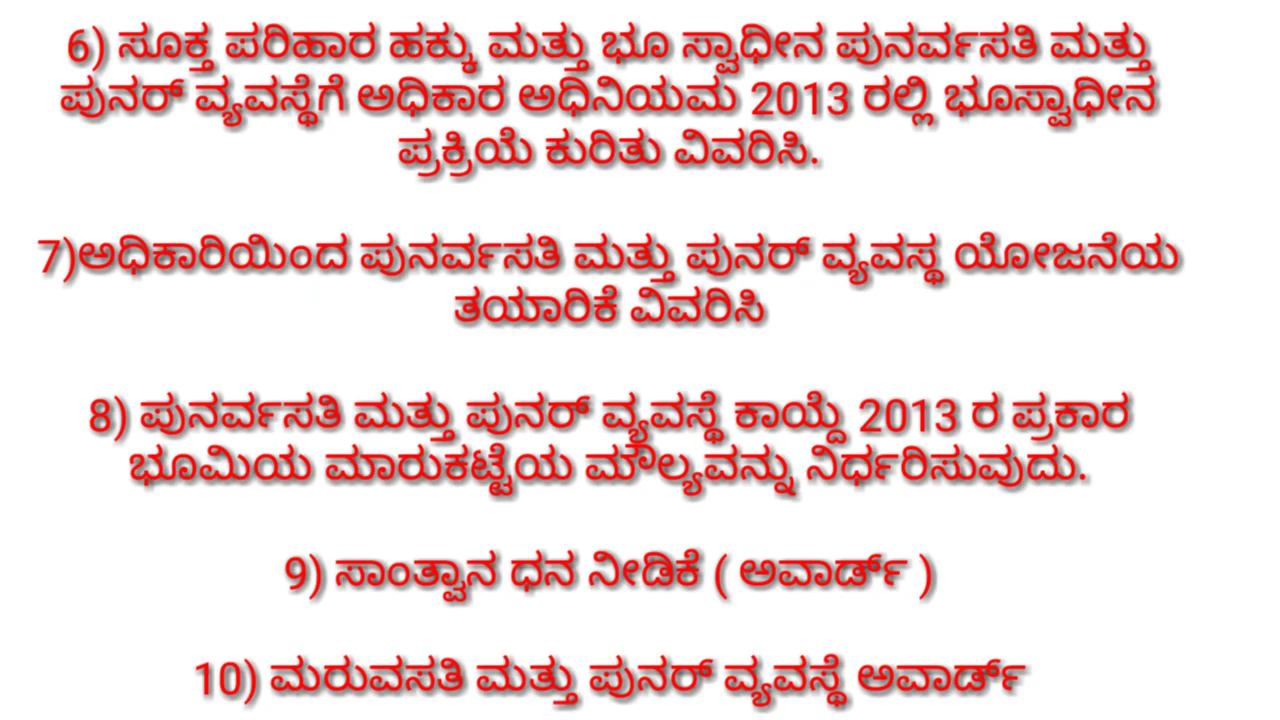 6) ಸೂಕ್ತ ಪರಿಹಾರ ಹಕ್ಕು ಮತ್ತು ಭೂ ಸ್ವಾಧೀನ ಪುನರ್ವಸತಿ ಮತ್ತು
ಪುನರ್ ವ್ಯವಸ್ಥೆಗೆ ಅಧಿಕಾರ ಅಧಿನಿಯಮ 2013 ರಲ್ಲಿ ಭೂಸ್ವಾಧೀನ
ಪ್ರಕ್ರಿಯೆ ಕುರಿತು ವಿವರಿಸಿ.
7)ಅಧಿಕಾರಿಯಿಂದ ಪುನರ್ವಸತಿ ಮತ್ತು ಪುನರ್ ವ್ಯವಸ್ಥ ಯೋಜನೆಯ
ತಯಾರಿಕೆ ವಿವರಿಸಿ
8) ಪುನರ್ವಸತಿ ಮತ್ತು ಪುನರ್ ವ್ಯವಸ್ಥೆ ಕಾಯ್ದೆ 2013 ರ ಪ್ರಕಾರ
ಭೂಮಿಯ ಮಾರುಕಟ್ಟೆಯ ಮೌಲ್ಯವನ್ನು ನಿರ್ಧರಿಸುವುದು.
9) ಸಾಂತ್ವಾನ ಧನ ನೀಡಿಕೆ ( ಅವಾರ್ಡ್ )
10) ಮರುವಸತಿ ಮತ್ತು ಪುನರ್ ವ್ಯವಸ್ಥೆ ಅವಾರ್ಡ್